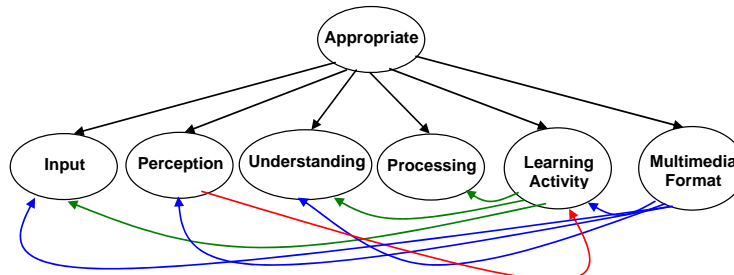 Appropriate
Input
Perception
Understanding
Processing
Learning
Activity
Multimedia
Format